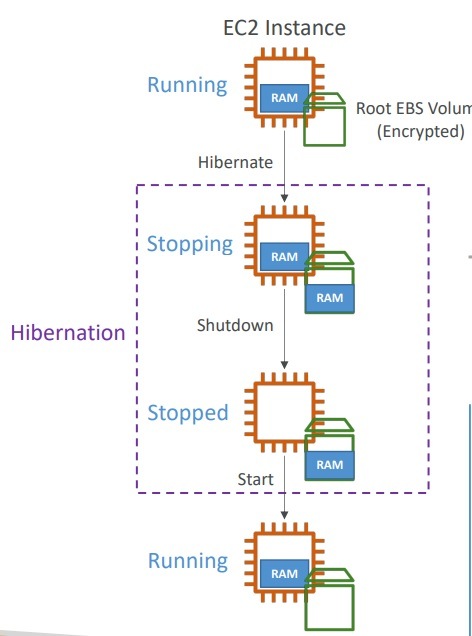 EC2 Instance
Running
RAM
Root EBS Volum
(Encrypted)
Hibernate
Stopping
RAM
RAM
Hibernation
Shutdown
Stopped
RAM
Start
Running
RAM